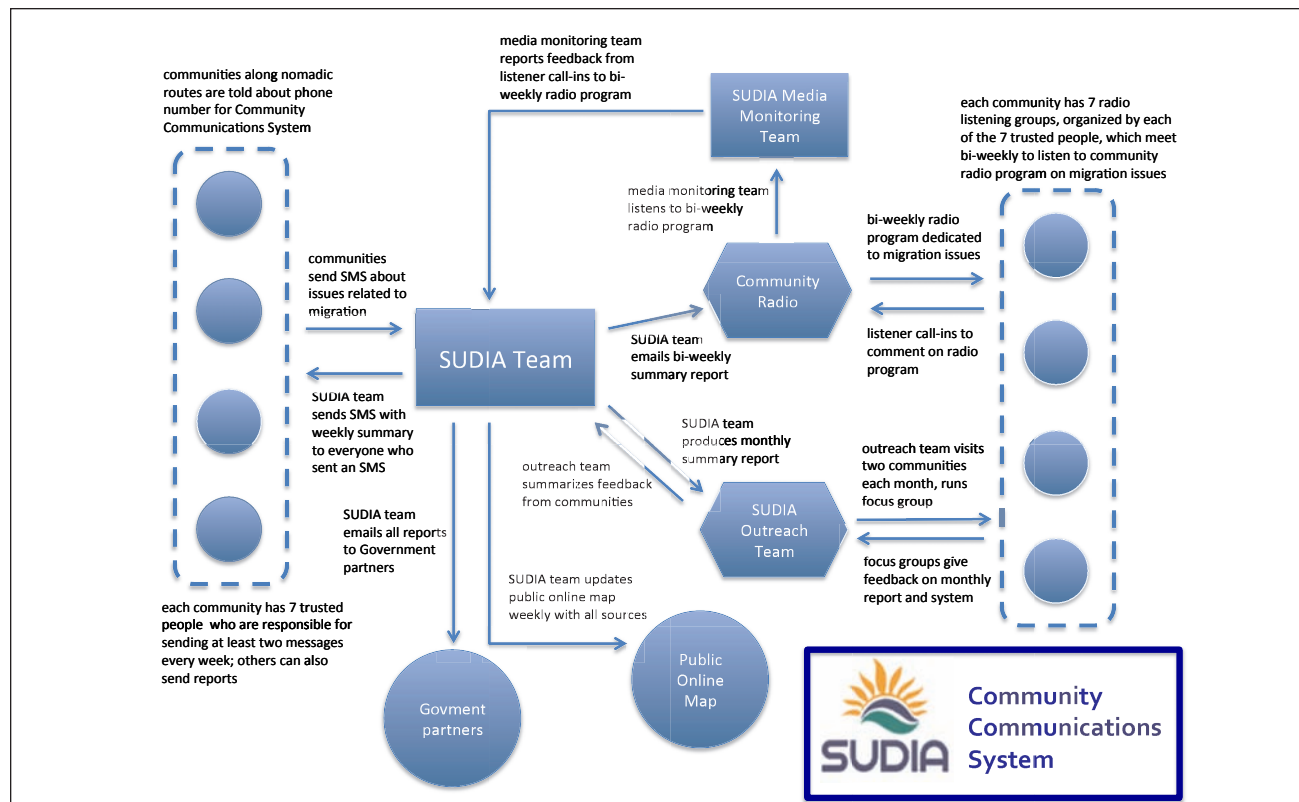 media monitoring team
reports feedback from
listener call-ins to bi-
weekly radio program
communities along nomadic
routes are told about phone
number for Community
Communications System
SUDIA Media
Monitoring
Team
each community has 7 radio
listening groups, organized by each
of the 7 trusted people, which meet
bi-weekly to listen to community
radio program on migration issues
media monitoring team
listens to bi-weekly
radio program
bi-weekly radio
program dedicated
to migration issues
communities
send SMS about
issues related to
migration
Community
Radio
SUDIA Team
SUDIA team
emails bi-weekly
summary report
listener call-ins to
comment on radio
program
SUDIA team
sends SMS with
weekly summary
to everyone who
sent an SMS
SUDIA team
produces monthly
summary report
outreach team
summarizes feedback
from communities
outreach team visits
two communities
each month, runs
focus group
SUDIA team
emails all reports
to Government
partners
SUDIA
Outreach
Team
focus groups give
feedback on monthly
report and system
SUDIA team updates
public online map
weekly with all sources
each community has 7 trusted
people who are responsible for
sending at least two messages
every week; others can also
send reports
Public
Online
Map
Govment
partners
SUDIA
Community
Communications
System